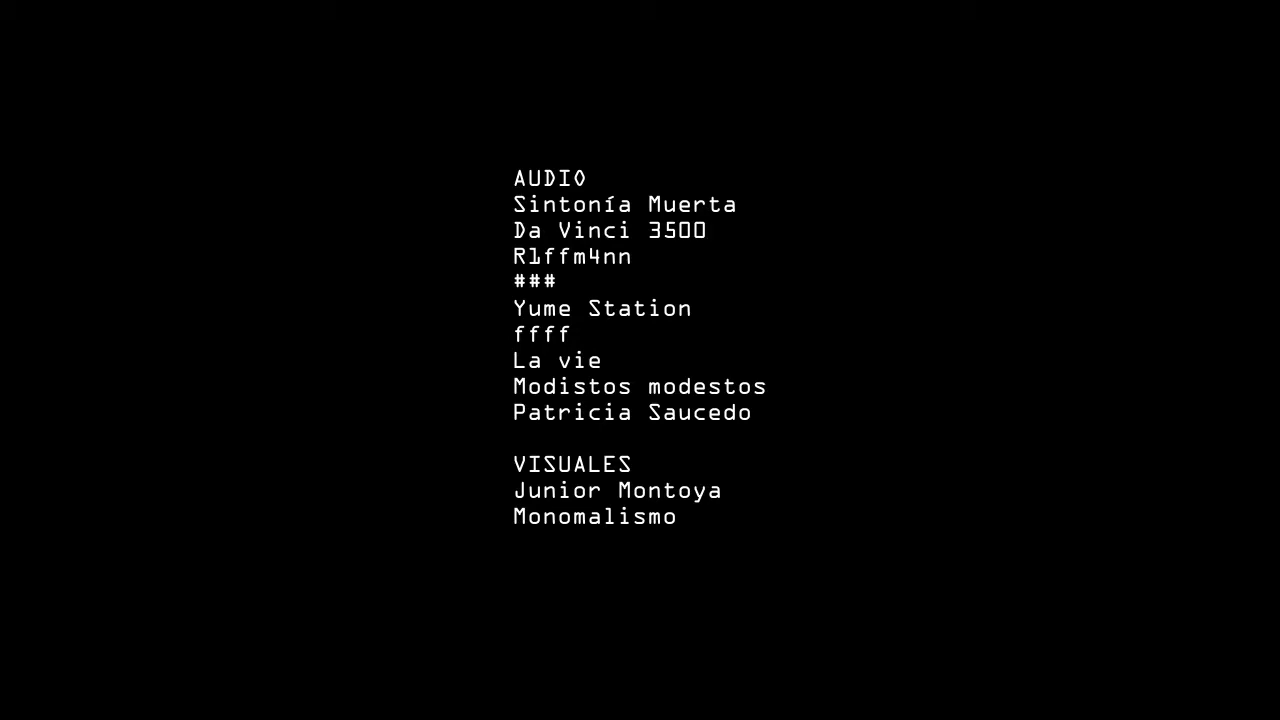 AUDIO
Sintonía Muerta
Da Vinci 3500
R1ffm4nn
###
Yume Station
ffff
La vie
Modistos modestos
Patricia Saucedo
VISUALES
Junior Montoya
Monomalismo